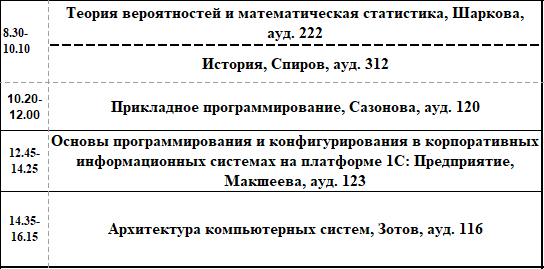 8.30-
10.10
Теория вероятностей и математическая статистика, Шаркова,
ауд. 222
История, Спиров, ауд. 312
10.20-
12.00
Прикладное программирование, Сазонова, ауд. 120
12.45-
14.25
Основы программирования и конфигурирования в корпоративных
информационных системах на платформе 1С: Предприятие,
Макшеева, ауд. 123
14.35-
16.15
Архитектура компьютерных систем, Зотов, ауд. 116